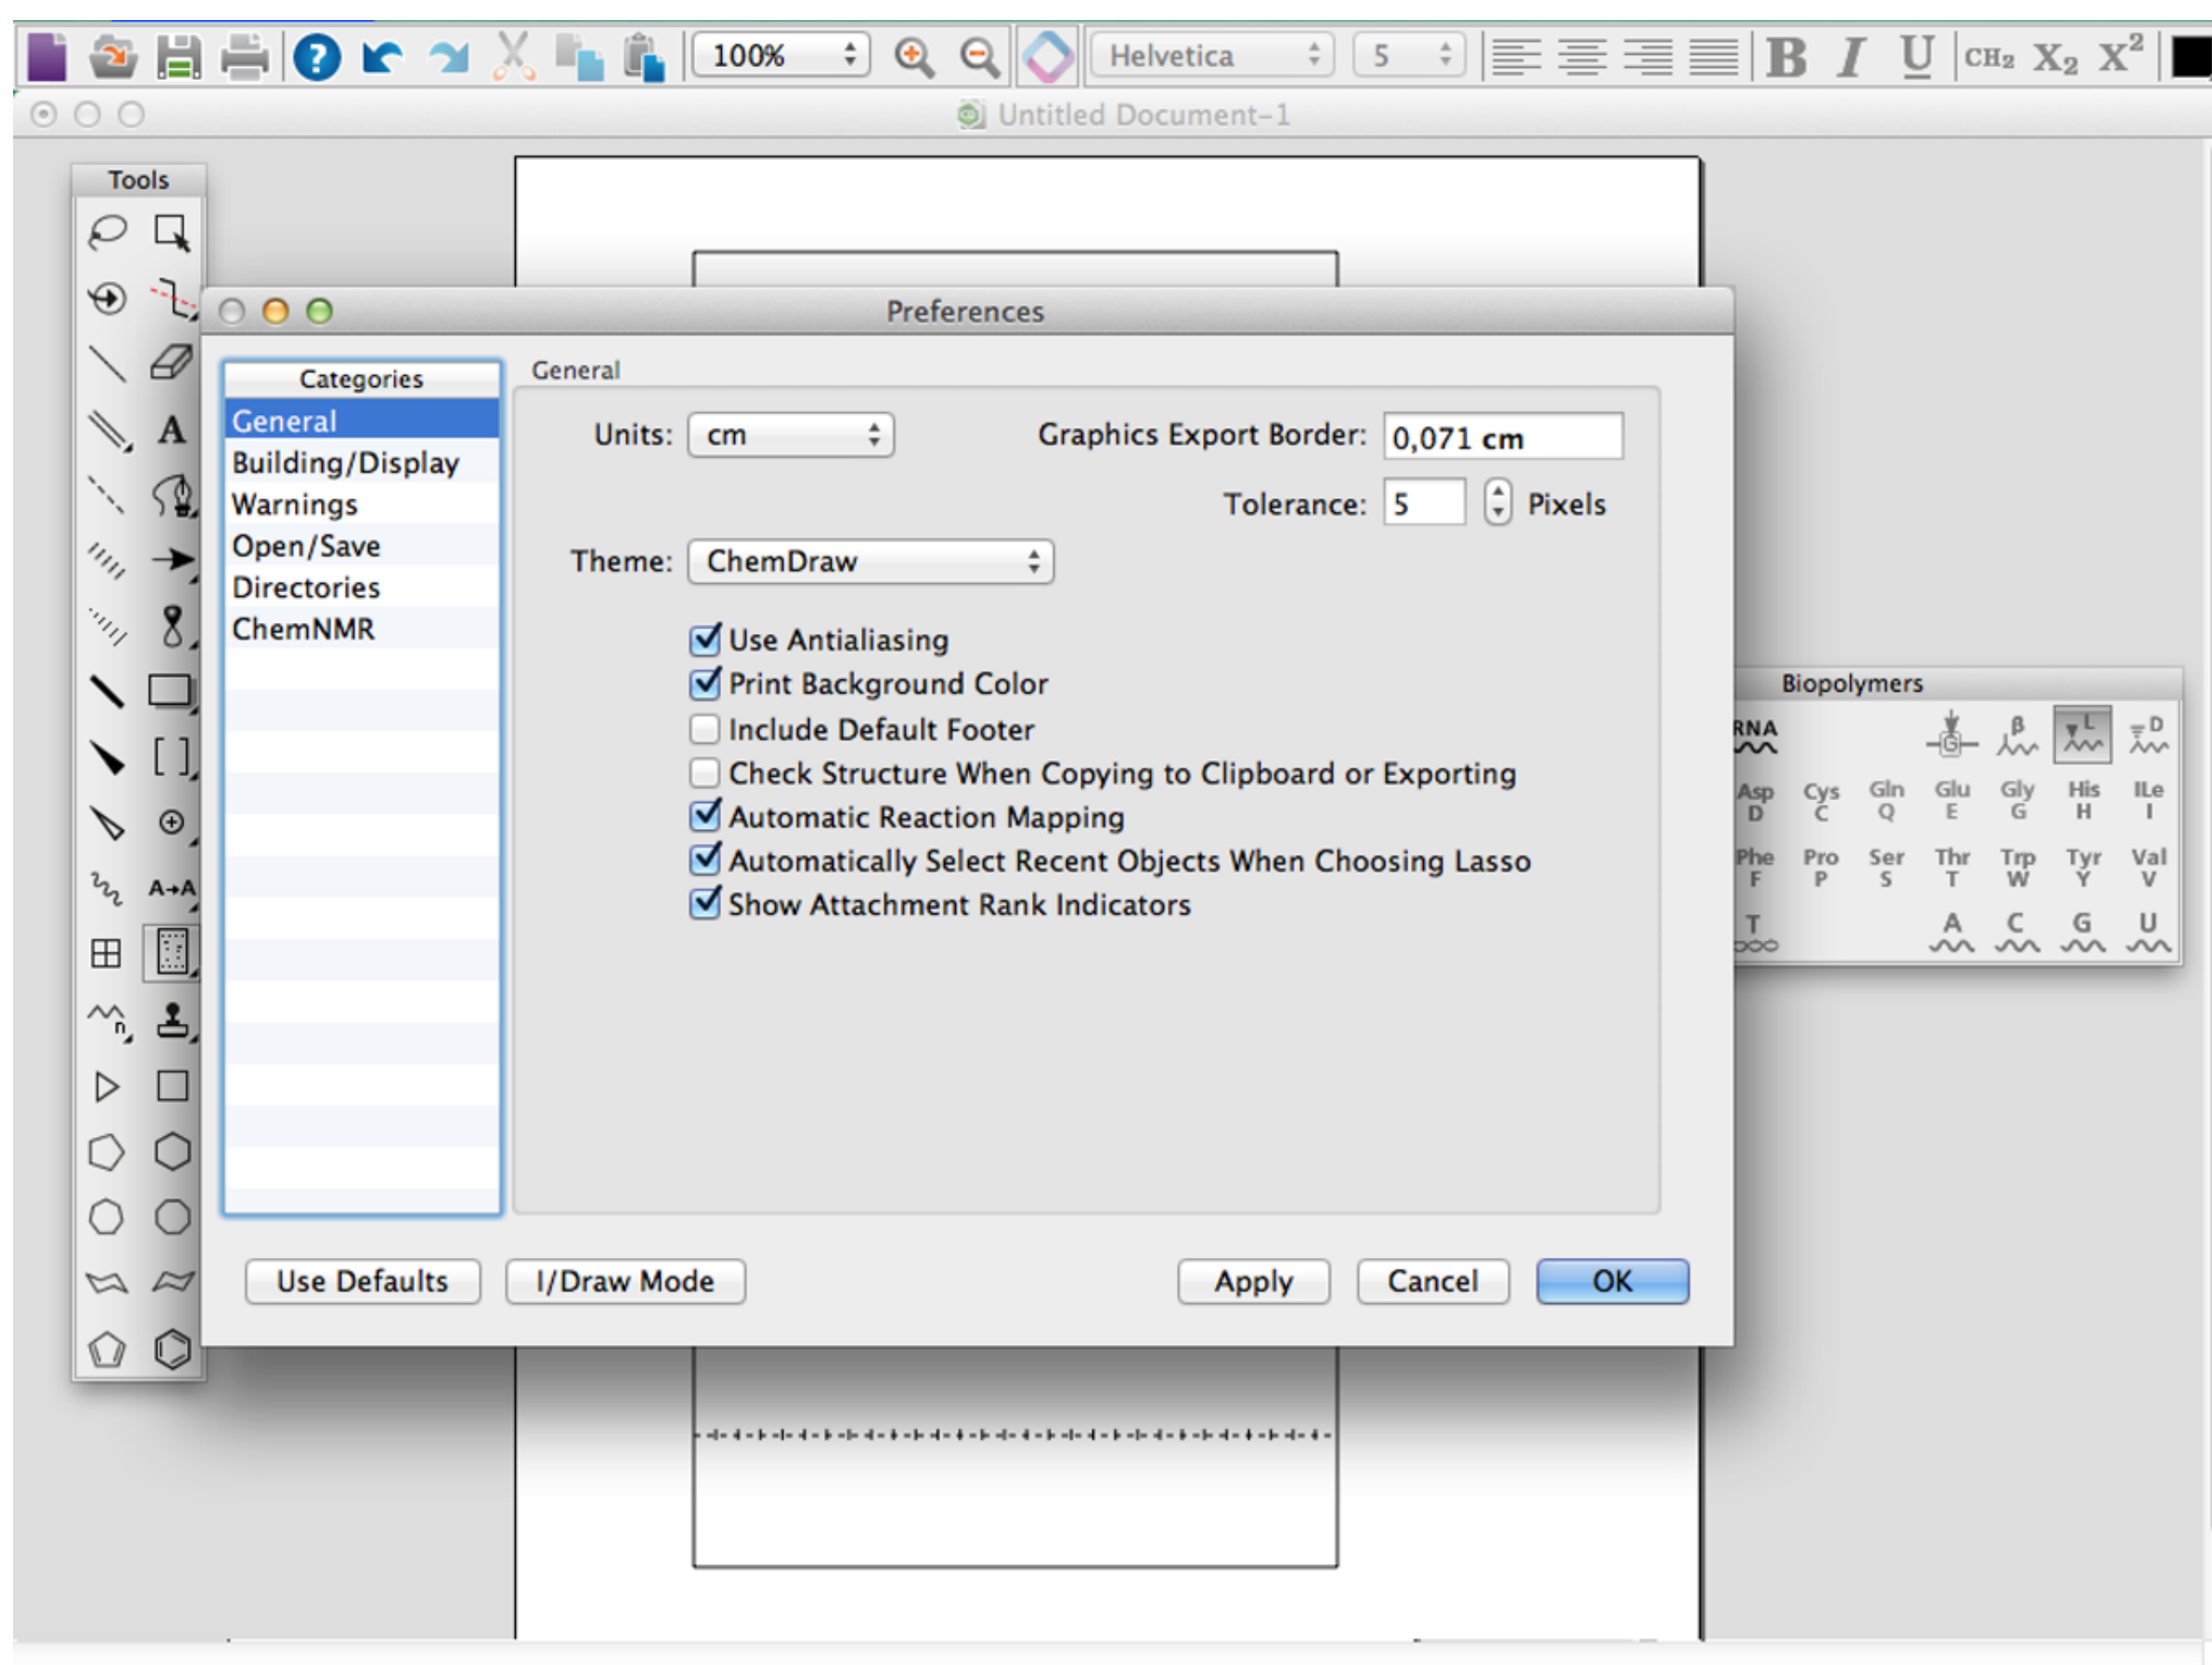 100% Helvetica 5 B I U CH₂ X₂ X²
Untitled Document-1
Tools
A
A→A
n
Preferences
Categories
General
Building/Display
Warnings
Open/Save
Directories
ChemNMR
General
Units: cm Graphics Export Border: 0,071 cm
Tolerance: 5 Pixels
Theme: ChemDraw
Use Antialiasing
Print Background Color
Include Default Footer
Check Structure When Copying to Clipboard or Exporting
Automatic Reaction Mapping
Automatically Select Recent Objects When Choosing Lasso
Show Attachment Rank Indicators
Use Defaults I/Draw Mode Apply Cancel OK
Biopolymers
RNA G β L D
Asp Cys Gln Glu Gly His ILe
D C Q E G H I
Phe Pro Ser Thr Trp Tyr Val
F P S T W Y V
T A C G U